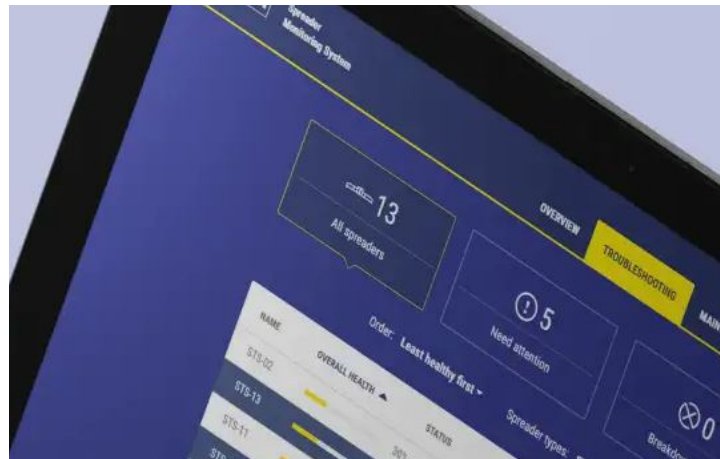 Spreader
Monitoring System
OVERVIEW
TROUBLESHOOTING
13
All spreaders
5
Need attention
0
Order: Least healthy first
Spreader types:
NAME
OVERALL HEALTH
STATUS
STS-02
STS-13
STS-11